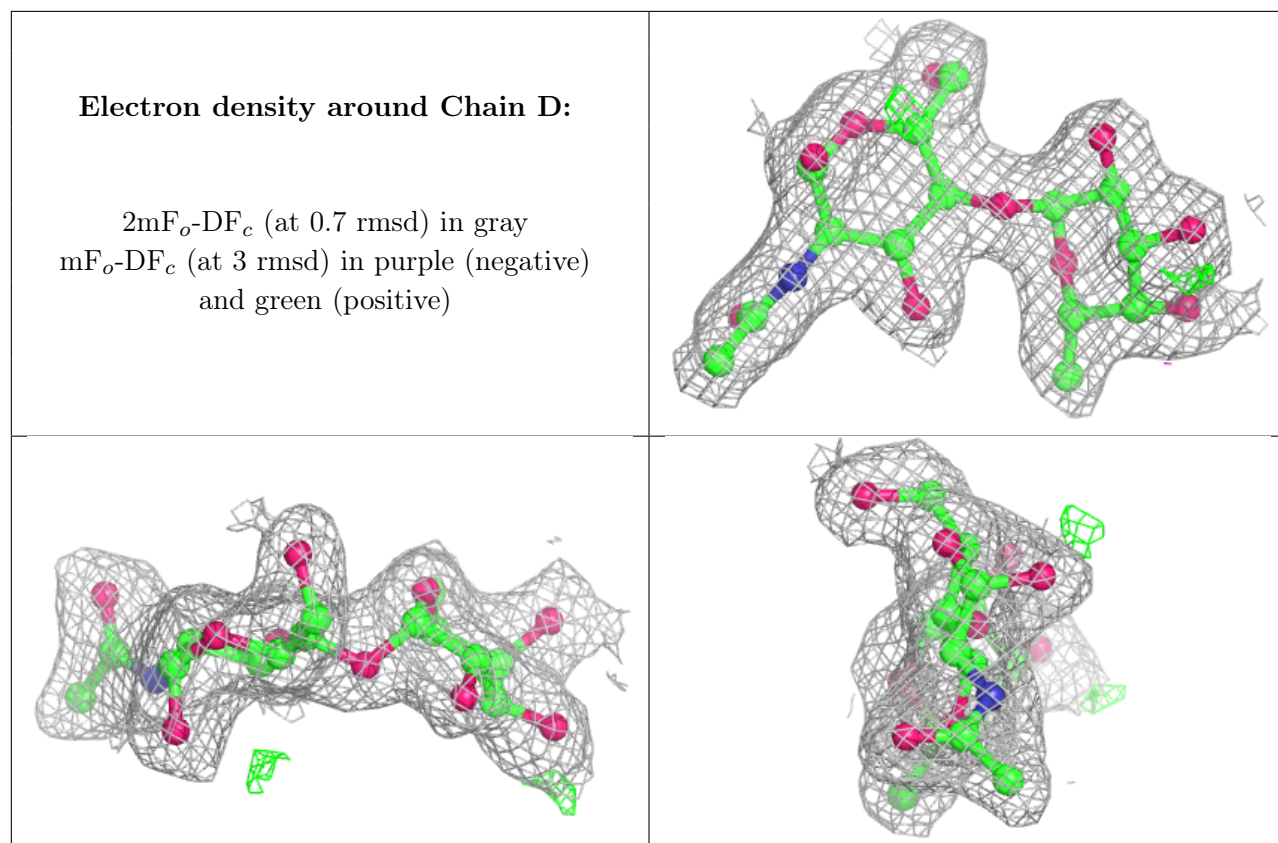 Electron density around Chain D:
2mFₒ-DF𝒸 (at 0.7 rmsd) in gray
mFₒ-DF𝒸 (at 3 rmsd) in purple (negative)
and green (positive)